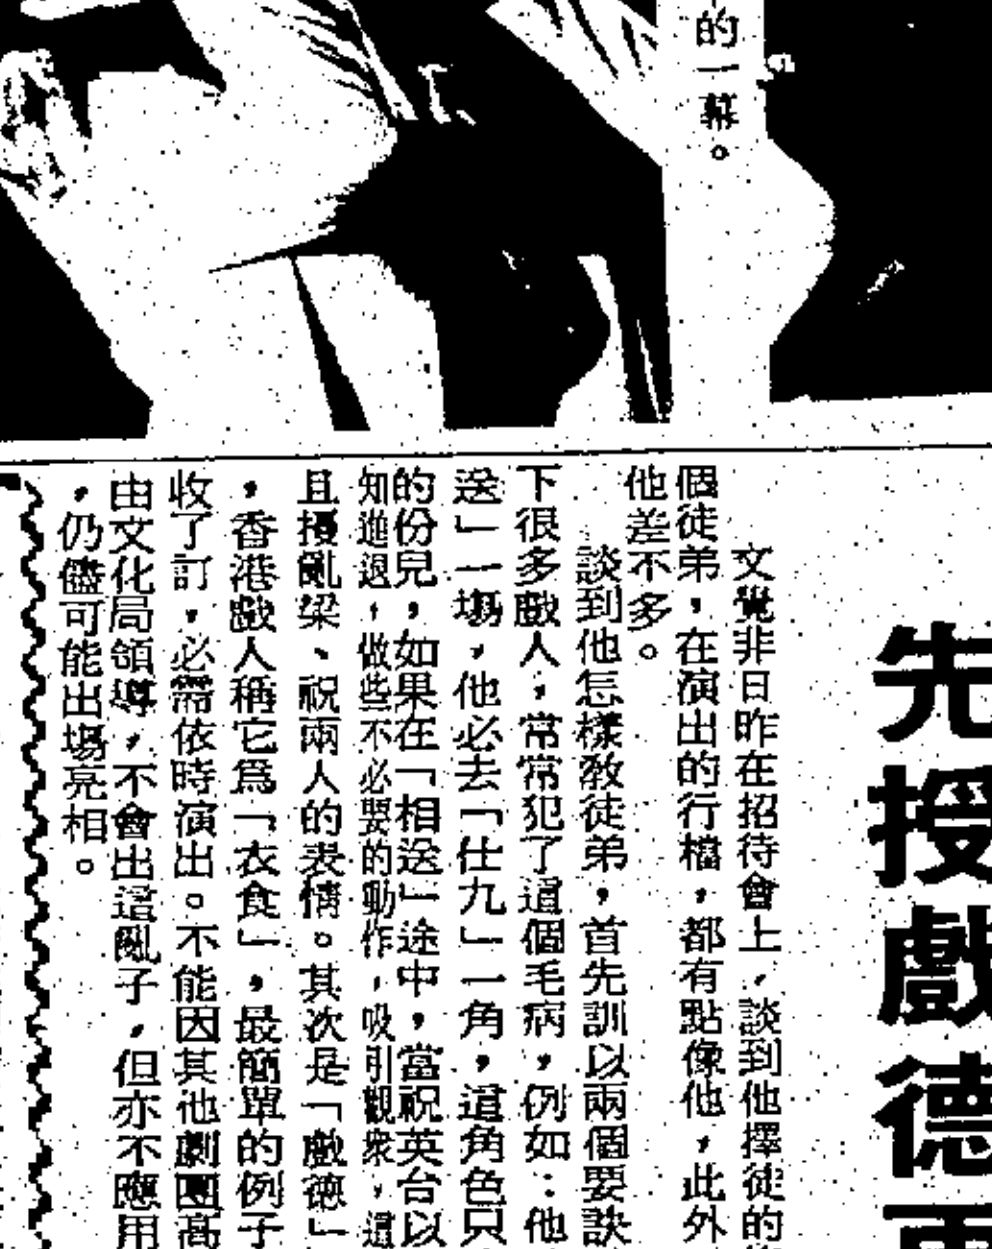 的一幕。
先授戲德
文覺非日昨在招待會上，談到他擇徒的
個徒弟，在演出的行檔，都有點像他，此外
他差不多。
談到他怎樣教徒弟，首先訓以兩個要訣
下很多戲人，常常犯了這個毛病，例如：他
送」一塲，他必去「仕九」一角，這角色只
的份兒，如果在「相送」途中，當祝英台以
知進退，做些不必要的動作，吸引觀衆，這
且擾亂梁、祝兩人的表情。其次是「戲德」
，香港戲人稱它爲「衣食」，最簡單的例子
收了訂，必需依時演出。不能因其他劇團高
由文化局領導，不會出這亂子，但亦不應用
，仍儘可能出塲亮相。